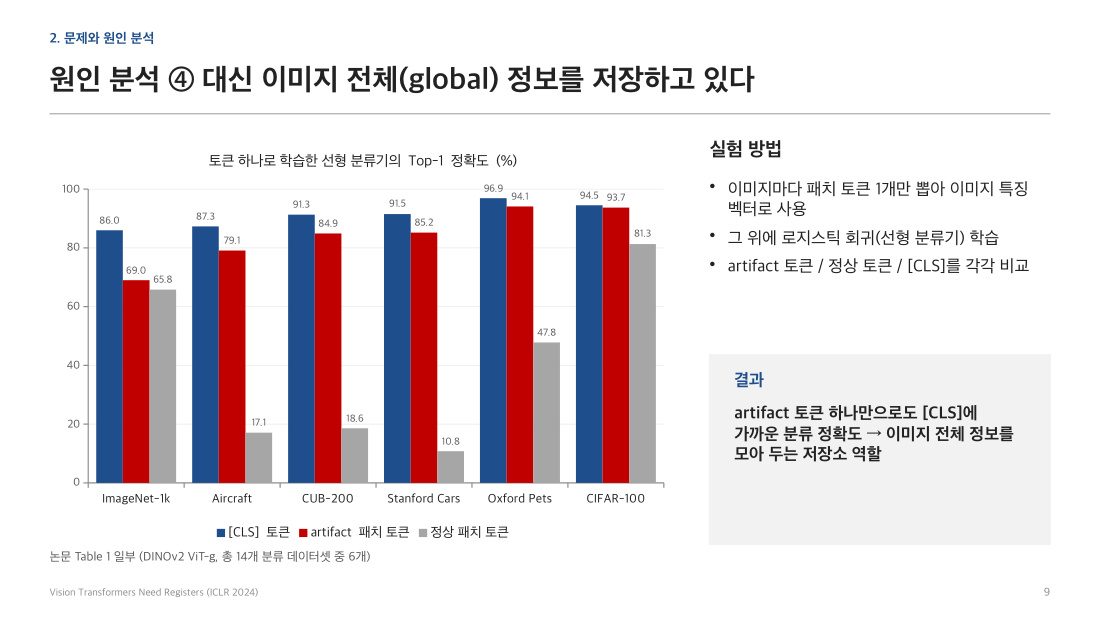 2. 문제와 원인 분석
원인 분석 ④ 대신 이미지 전체(global) 정보를 저장하고 있다
토큰 하나로 학습한 선형 분류기의 Top-1 정확도 (%)
100
80
60
40
20
0
86.0
69.0
65.8
87.3
79.1
17.1
91.3
84.9
18.6
91.5
85.2
10.8
96.9
94.1
47.8
94.5
93.7
81.3
ImageNet-1k
Aircraft
CUB-200
Stanford Cars
Oxford Pets
CIFAR-100
[CLS] 토큰
artifact 패치 토큰
정상 패치 토큰
논문 Table 1 일부 (DINOv2 ViT-g, 총 14개 분류 데이터셋 중 6개)
실험 방법
• 이미지마다 패치 토큰 1개만 뽑아 이미지 특징
벡터로 사용
• 그 위에 로지스틱 회귀(선형 분류기) 학습
• artifact 토큰 / 정상 토큰 / [CLS]를 각각 비교
결과
artifact 토큰 하나만으로도 [CLS]에
가까운 분류 정확도 → 이미지 전체 정보를
모아 두는 저장소 역할
Vision Transformers Need Registers (ICLR 2024)
9